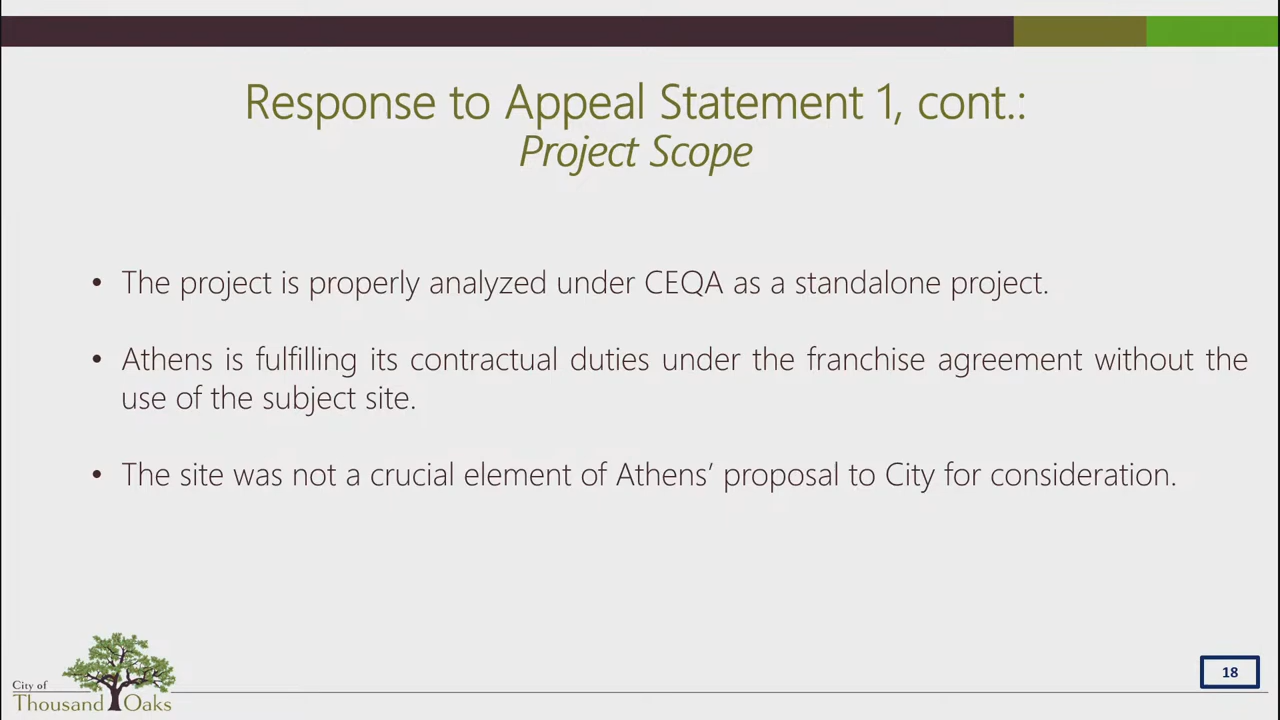 Response to Appeal Statement 1, cont.:
Project Scope
• The project is properly analyzed under CEQA as a standalone project.
• Athens is fulfilling its contractual duties under the franchise agreement without the
use of the subject site.
• The site was not a crucial element of Athens’ proposal to City for consideration.
City of
Thousand Oaks
18